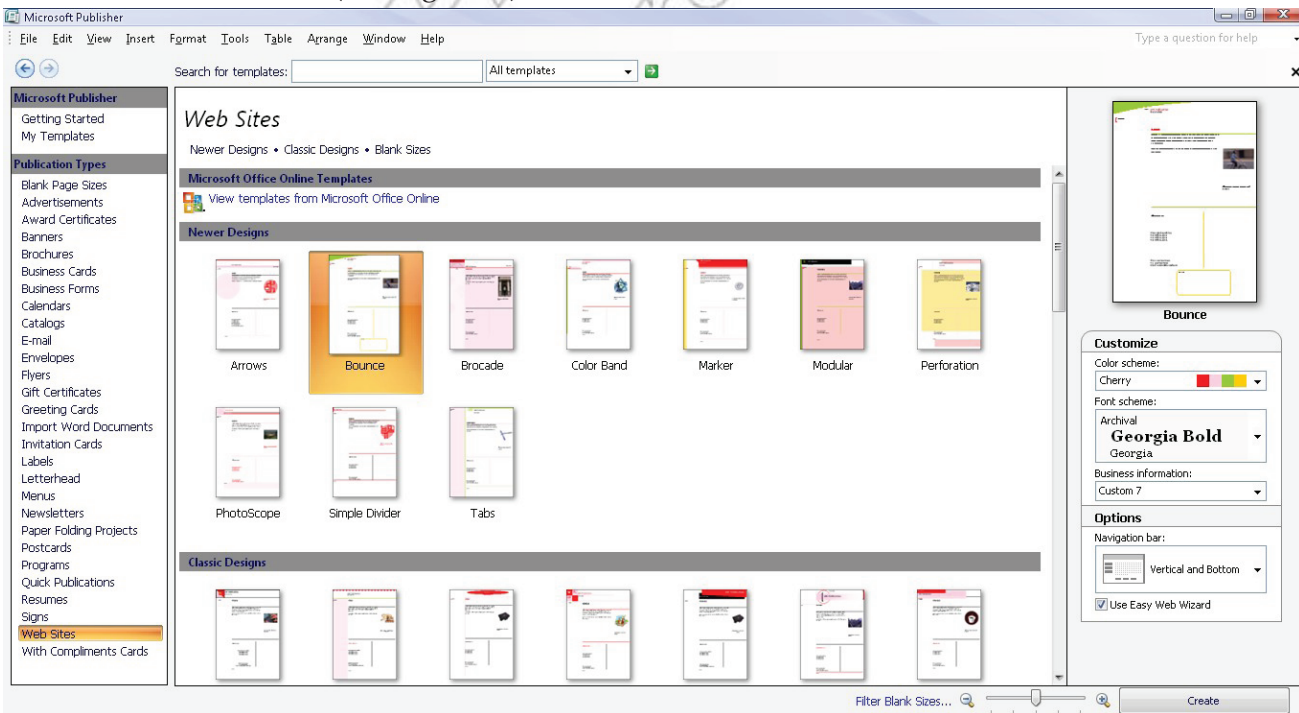 Microsoft Publisher
File Edit View Insert Format Tools Table Arrange Window Help
Type a question for help
Search for templates:
All templates
Microsoft Publisher
Getting Started
My Templates
Publication Types
Blank Page Sizes
Advertisements
Award Certificates
Banners
Brochures
Business Cards
Business Forms
Calendars
Catalogs
E-mail
Envelopes
Flyers
Gift Certificates
Greeting Cards
Import Word Documents
Invitation Cards
Labels
Letterhead
Menus
Newsletters
Paper Folding Projects
Postcards
Programs
Quick Publications
Resumes
Signs
Web Sites
With Compliments Cards
Web Sites
Newer Designs • Classic Designs • Blank Sizes
Microsoft Office Online Templates
View templates from Microsoft Office Online
Newer Designs
Arrows Bounce Brocade Color Band Marker Modular Perforation
PhotoScope Simple Divider Tabs
Classic Designs
Bounce
Customize
Color scheme:
Cherry
Font scheme:
Archival
Georgia Bold
Georgia
Business information:
Custom 7
Options
Navigation bar:
Vertical and Bottom
Use Easy Web Wizard
Filter Blank Sizes...
Create